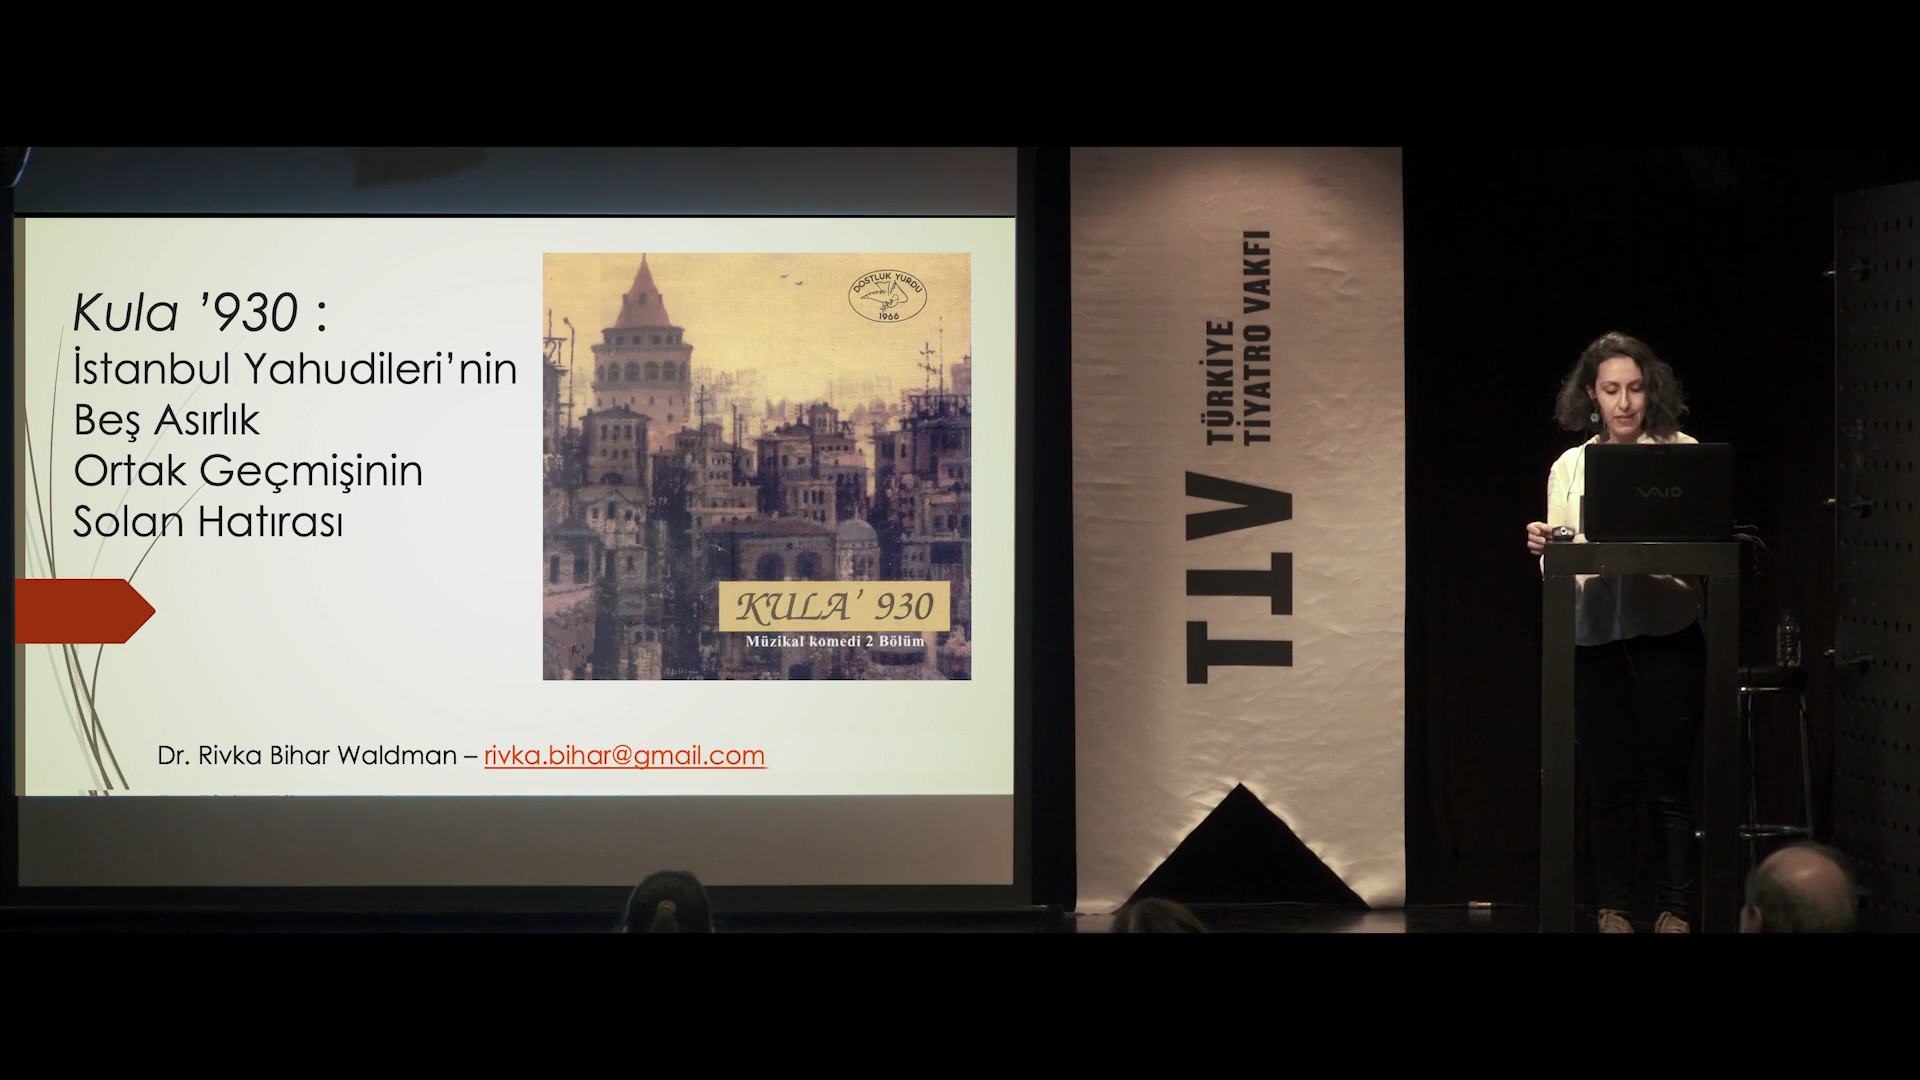 Kula ’930 :
İstanbul Yahudileri’nin
Beş Asırlık
Ortak Geçmişinin
Solan Hatırası
DOSTLUK YURDU
1966
KULA’ 930
Müzikal komedi 2 Bölüm
Dr. Rivka Bihar Waldman – rivka.bihar@gmail.com
TTV
TÜRKİYE
TİYATRO VAKFI
VAIO